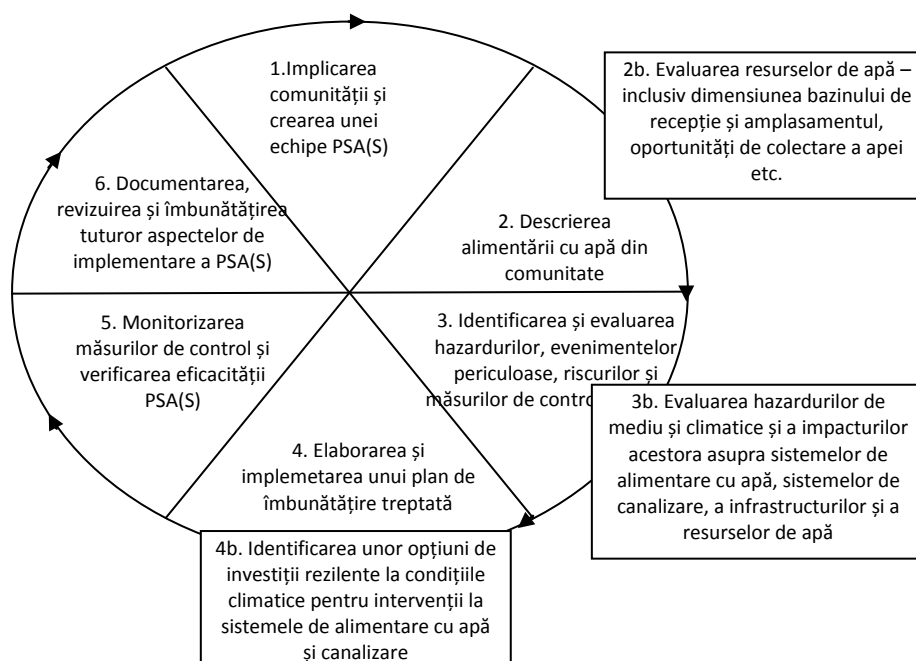 1.Implicarea
comunității și
crearea unei
echipe PSA(S)
2. Descrierea
alimentării cu apă din
comunitate
2b. Evaluarea resurselor de apă –
inclusiv dimensiunea bazinului de
recepție și amplasamentul,
oportunități de colectare a apei
etc.
3. Identificarea și evaluarea
hazardurilor, evenimentelor
periculoase, riscurilor și
măsurilor de contro
3b. Evaluarea hazardurilor de
mediu și climatice și a impacturilor
acestora asupra sistemelor de
alimentare cu apă, sistemelor de
canalizare, a infrastructurilor și a
resurselor de apă
4. Elaborarea și
implemetarea unui plan de
îmbunătățire treptată
4b. Identificarea unor opțiuni de
investiții rezilente la condițiile
climatice pentru intervenții la
sistemele de alimentare cu apă
și canalizare
5. Monitorizarea
măsurilor de control și
verificarea eficacității
PSA(S)
6. Documentarea,
revizuirea și îmbunătățirea
tuturor aspectelor de
implementare a PSA(S)